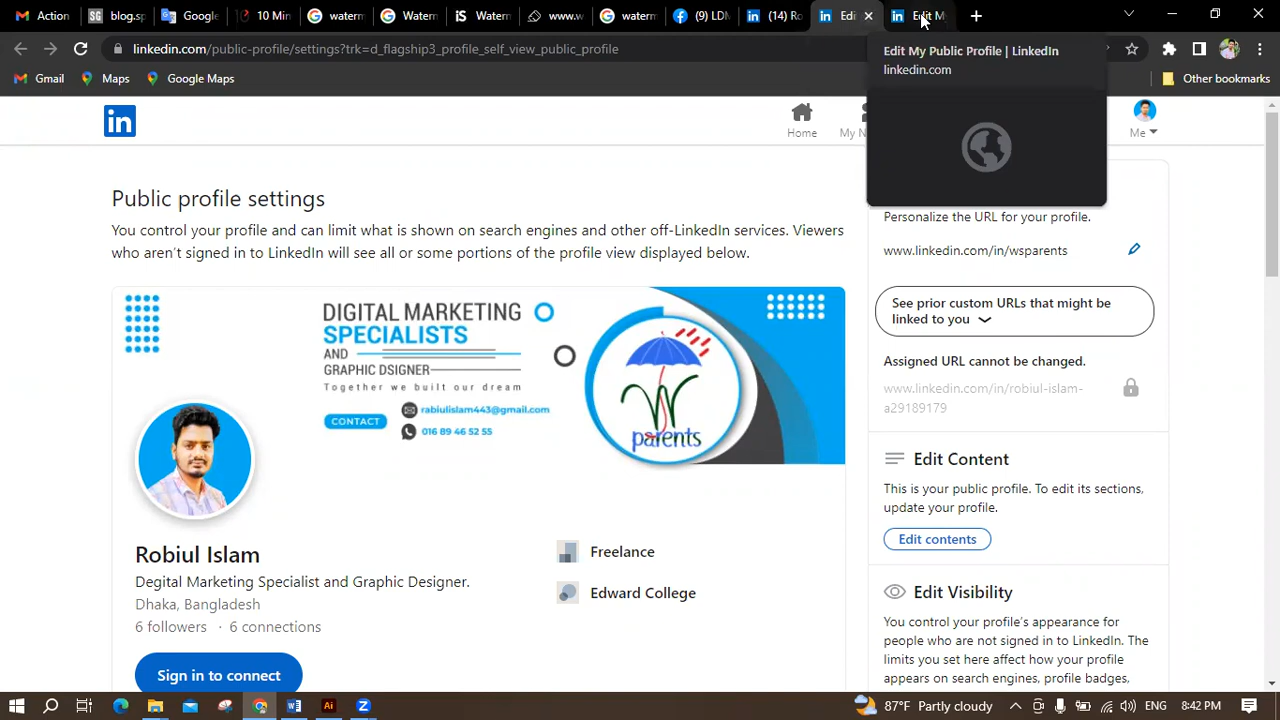 Action
blog.sp
Google
10 Min
waterm
Waterm
Waterm
www.w
waterm
(9) LDM
(14) Ro
Edi
Edit M
linkedin.com/public-profile/settings?trk=d_flagship3_profile_self_view_public_profile
Edit My Public Profile | LinkedIn
linkedin.com
Gmail
Maps
Google Maps
Other bookmarks
in
Home
My N
Me
Public profile settings
You control your profile and can limit what is shown on search engines and other off-LinkedIn services. Viewers
who aren't signed in to LinkedIn will see all or some portions of the profile view displayed below.
DIGITAL MARKETING
SPECIALISTS
AND
GRAPHIC DSIGNER
Together we built our dream
CONTACT
rabiulislam443@gmail.com
016 89 46 52 55
W
parents
Robiul Islam
Degital Marketing Specialist and Graphic Designer.
Dhaka, Bangladesh
6 followers · 6 connections
Sign in to connect
Freelance
Edward College
Personalize the URL for your profile.
www.linkedin.com/in/wsparents
See prior custom URLs that might be
linked to you
Assigned URL cannot be changed.
www.linkedin.com/in/robiul-islam-
a29189179
Edit Content
This is your public profile. To edit its sections,
update your profile.
Edit contents
Edit Visibility
You control your profile's appearance for
people who are not signed in to LinkedIn. The
limits you set here affect how your profile
appears on search engines, profile badges,
87°F Partly cloudy
ENG
8:42 PM